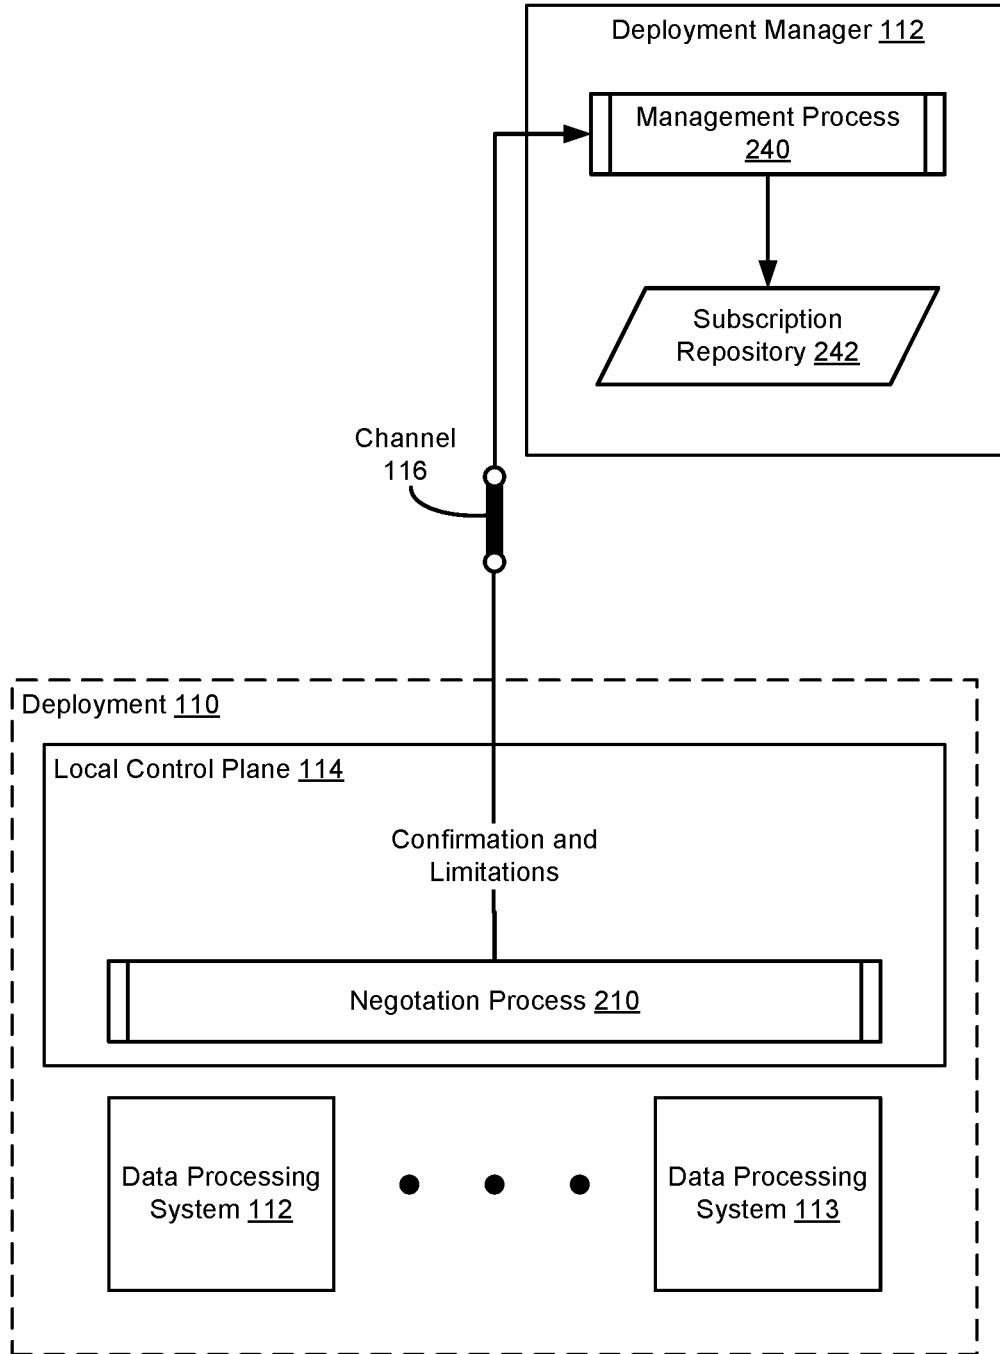 Deployment Manager 112
Management Process
240
Subscription
Repository 242
Channel
116
Deployment 110
Local Control Plane 114
Confirmation and
Limitations
Negotation Process 210
Data Processing
System 112
Data Processing
System 113